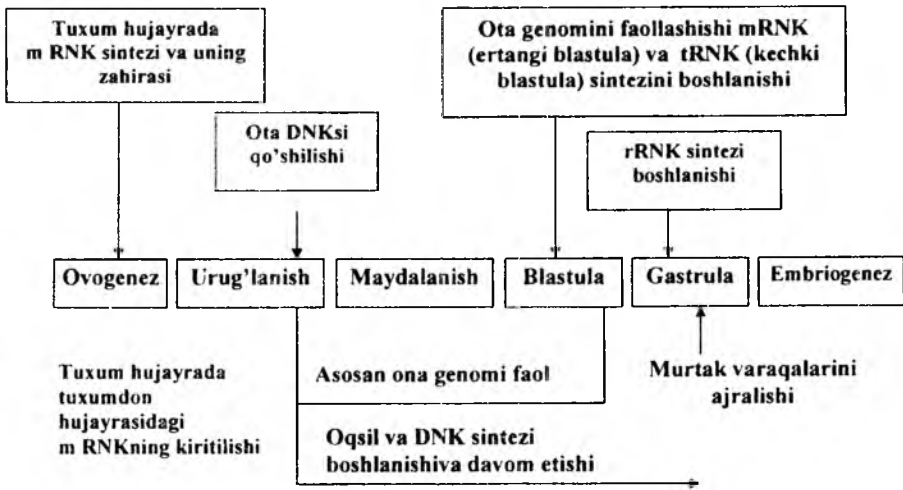 Tuxum hujayrada
m RNK sintezi va uning
zahirasi
Ota genomini faollashishi mRNK
(ertangi blastula) va tRNK (kechki
blastula) sintezini boshlanishi
Ota DNKsi
qo'shilishi
rRNK sintezi
boshlanishi
Ovogenez
Urug'lanish
Maydalanish
Blastula
Gastrula
Embriogenez
Tuxum hujayrada
tuxumdon
hujayrasidagi
m RNKning kiritilishi
Asosan ona genomi faol
Murtak varaqalarini
ajralishi
Oqsil va DNK sintezi
boshlanishiva davom etishi